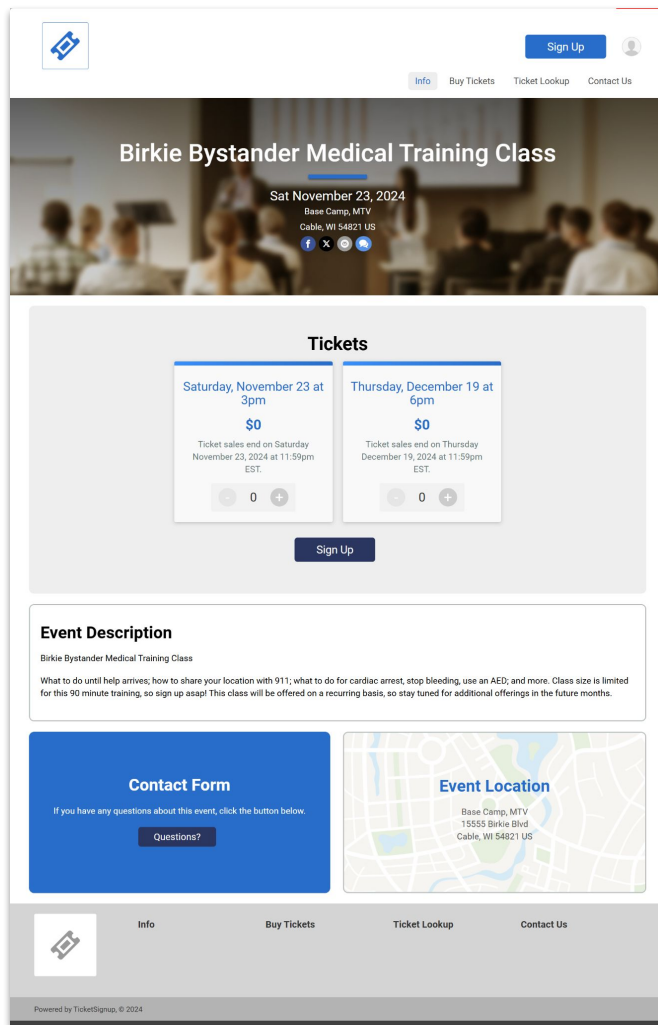 Sign Up
Info
Buy Tickets
Ticket Lookup
Contact Us
Birkie Bystander Medical Training Class
Sat November 23, 2024
Base Camp, MTV
Cable, WI 54821 US
Tickets
Saturday, November 23 at
3pm
$0
Ticket sales end on Saturday
November 23, 2024 at 11:59pm
EST.
- 0 +
Thursday, December 19 at
6pm
$0
Ticket sales end on Thursday
December 19, 2024 at 11:59pm
EST.
- 0 +
Sign Up
Event Description
Birkie Bystander Medical Training Class
What to do until help arrives; how to share your location with 911; what to do for cardiac arrest, stop bleeding, use an AED; and more. Class size is limited
for this 90 minute training, so sign up asap! This class will be offered on a recurring basis, so stay tuned for additional offerings in the future months.
Contact Form
If you have any questions about this event, click the button below.
Questions?
Event Location
Base Camp, MTV
15555 Birkie Blvd
Cable, WI 54821 US
Info
Buy Tickets
Ticket Lookup
Contact Us
Powered by TicketSignup, © 2024